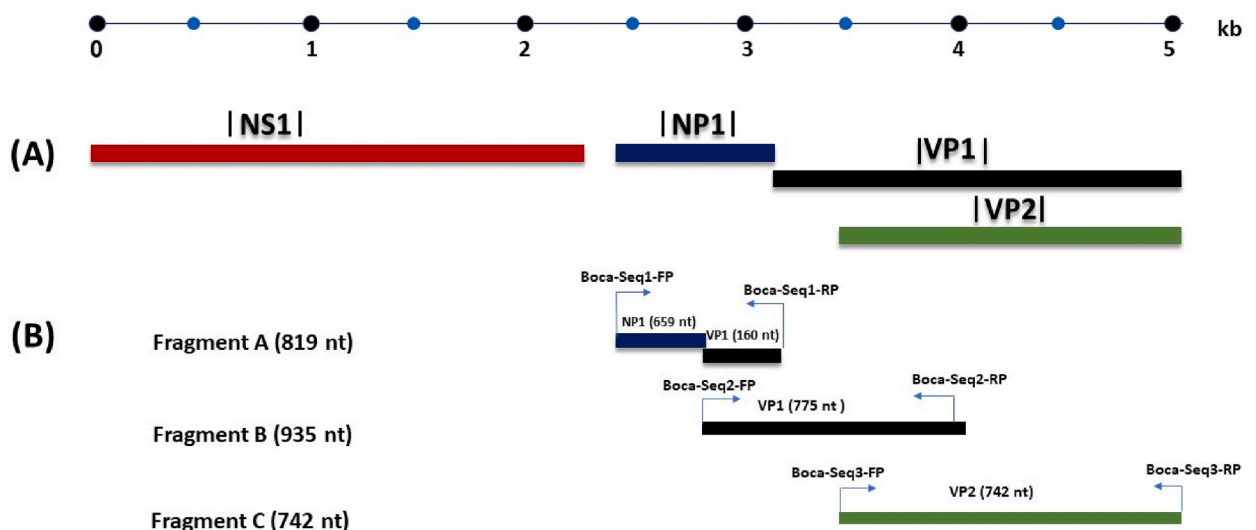 0 1 2 3 4 5 kb
(A)
|NS1|
|NP1|
|VP1|
|VP2|
(B)
Boca-Seq1-FP
Boca-Seq1-RP
Fragment A (819 nt)
NP1 (659 nt)
VP1 (160 nt)
Boca-Seq2-FP
Boca-Seq2-RP
Fragment B (935 nt)
VP1 (775 nt )
Boca-Seq3-FP
Boca-Seq3-RP
Fragment C (742 nt)
VP2 (742 nt)